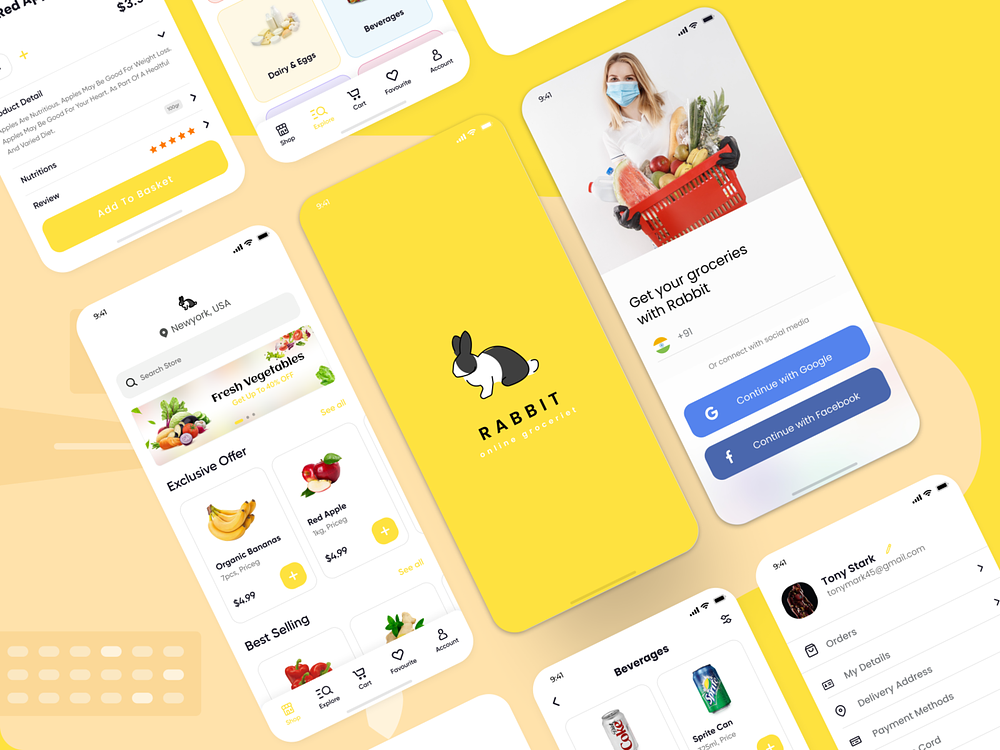 Red
$3.
Product Detail
Apples Are Nutritious. Apples May Be Good For Weight Loss.
Apples May Be Good For Your Heart. As Part Of A Healtful
And Varied Diet.
Nutritions
100gr
Review
Add To Basket
Dairy & Eggs
Beverages
Shop
Explore
Cart
Favourite
Account
9:41
Newyork, USA
Search Store
Fresh Vegetables
Get Up To 40% OFF
Exclusive Offer
See all
Organic Bananas
7pcs, Priceg
$4.99
Red Apple
1kg, Priceg
$4.99
Best Selling
See all
Shop
Explore
Cart
Favourite
Account
9:41
RABBIT
online groceriet
9:41
Get your groceries
with Rabbit
+91
Or connect with social media
G Continue with Google
f Continue with Facebook
Beverages
Coke
Sprite
Sprite Can
325ml, Price
9:41
Tony Stark
tonymark45@gmail.com
Orders
My Details
Delivery Address
Payment Methods
Cord